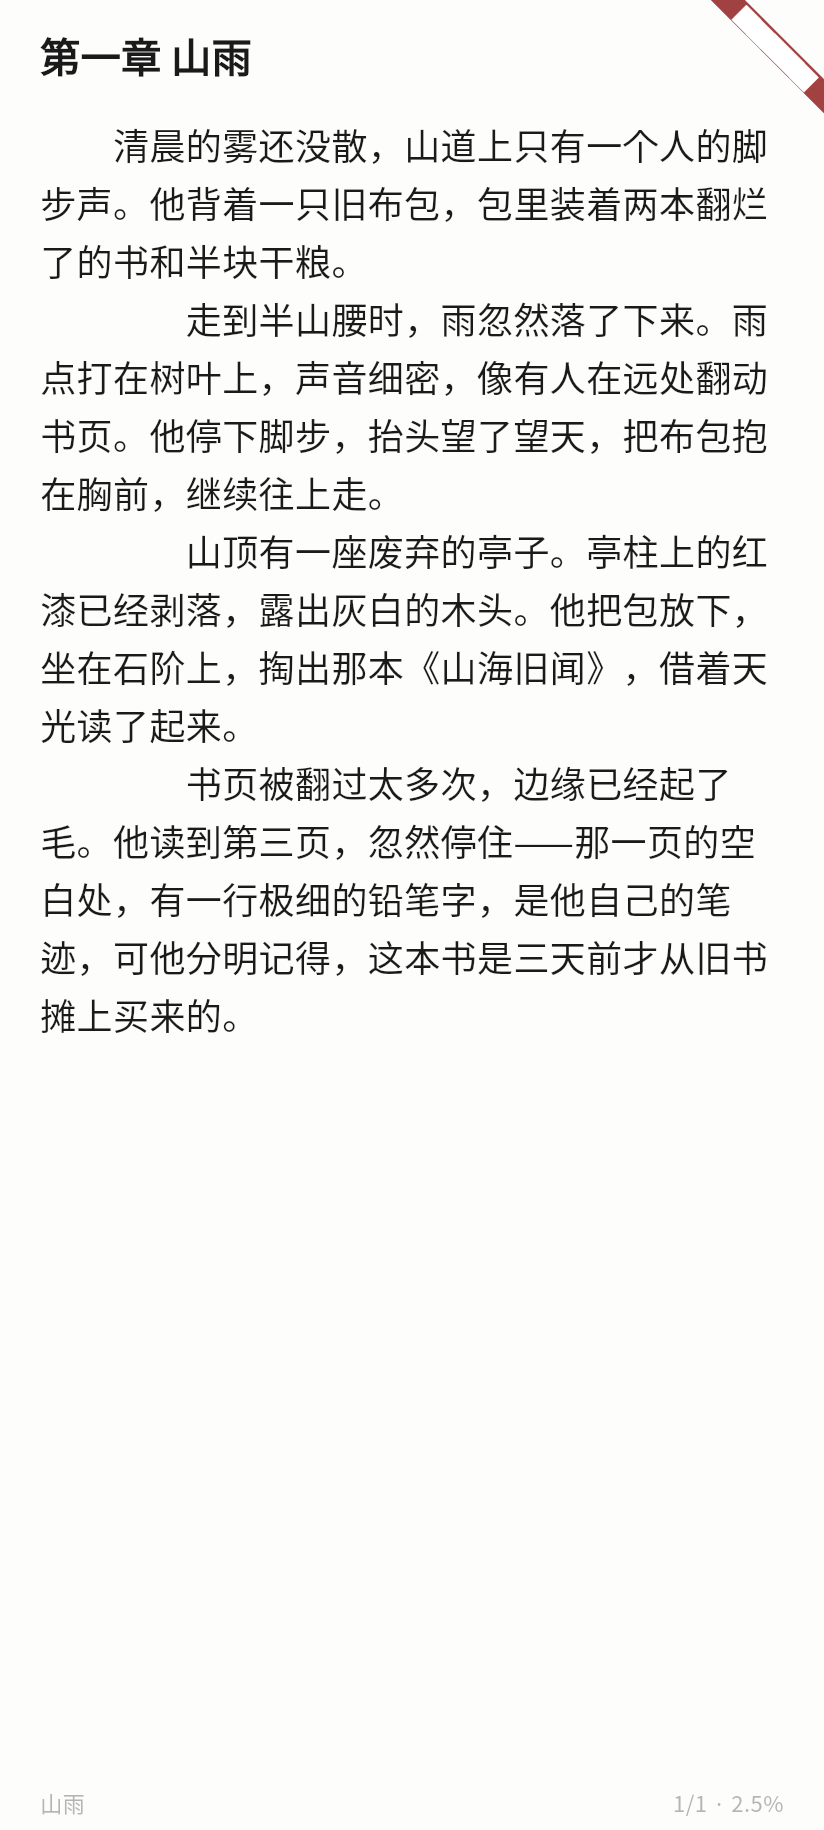 第一章 山雨
清晨的雾还没散，山道上只有一个人的脚
步声。他背着一只旧布包，包里装着两本翻烂
了的书和半块干粮。
走到半山腰时，雨忽然落了下来。雨
点打在树叶上，声音细密，像有人在远处翻动
书页。他停下脚步，抬头望了望天，把布包抱
在胸前，继续往上走。
山顶有一座废弃的亭子。亭柱上的红
漆已经剥落，露出灰白的木头。他把包放下，
坐在石阶上，掏出那本《山海旧闻》，借着天
光读了起来。
书页被翻过太多次，边缘已经起了
毛。他读到第三页，忽然停住——那一页的空
白处，有一行极细的铅笔字，是他自己的笔
迹，可他分明记得，这本书是三天前才从旧书
摊上买来的。
山雨
1/1 · 2.5%